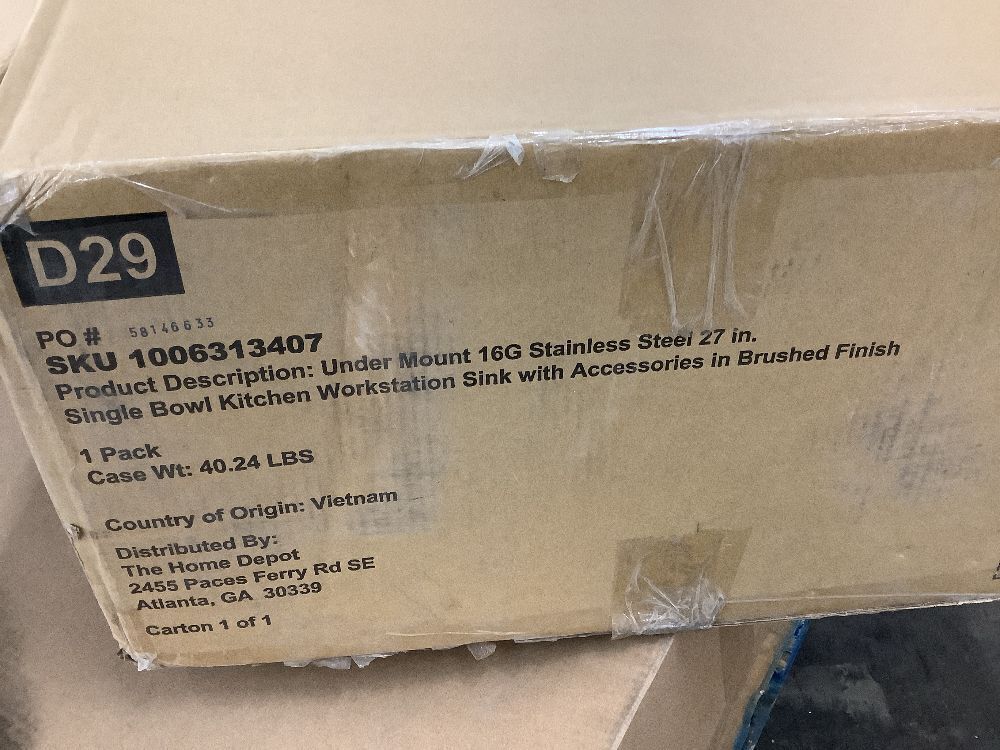 D29
PO # 58146633
SKU 1006313407
Product Description: Under Mount 16G Stainless Steel 27 in.
Single Bowl Kitchen Workstation Sink with Accessories in Brushed Finish
1 Pack
Case Wt: 40.24 LBS
Country of Origin: Vietnam
Distributed By:
The Home Depot
2455 Paces Ferry Rd SE
Atlanta, GA 30339
Carton 1 of 1